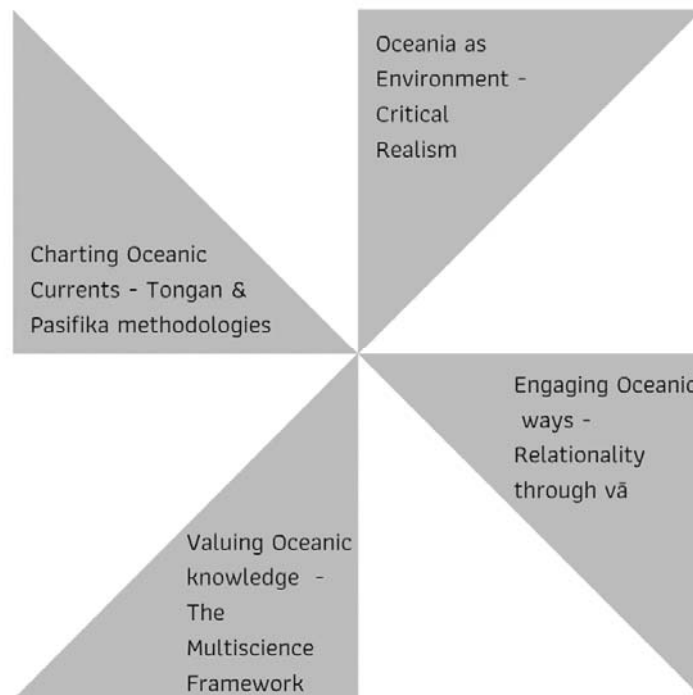 Oceania as
Environment -
Critical
Realism
Charting Oceanic
Currents - Tongan &
Pasifika methodologies
Engaging Oceanic
ways -
Relationality
through vā
Valuing Oceanic
knowledge -
The
Multiscience
Framework